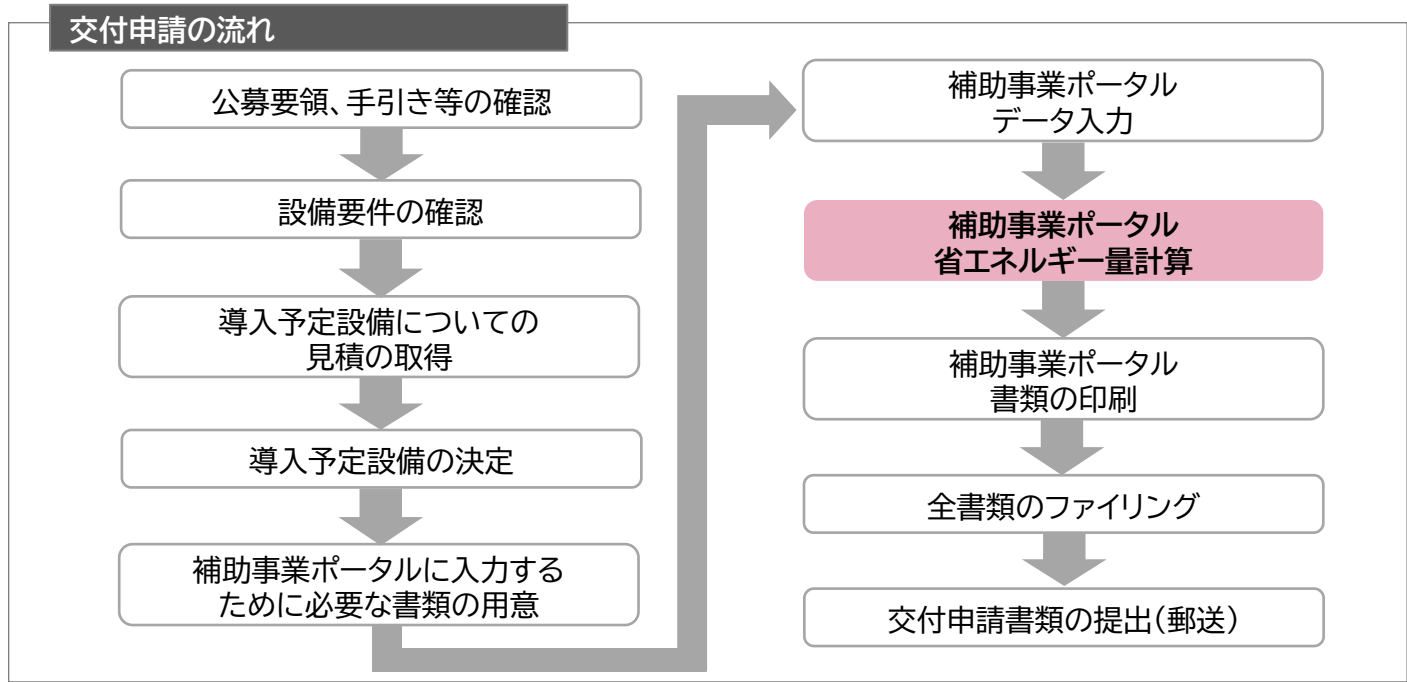 交付申請の流れ
公募要領、手引き等の確認
設備要件の確認
導入予定設備についての
見積の取得
導入予定設備の決定
補助事業ポータルに入力する
ために必要な書類の用意
補助事業ポータル
データ入力
補助事業ポータル
省エネルギー量計算
補助事業ポータル
書類の印刷
全書類のファイリング
交付申請書類の提出(郵送)